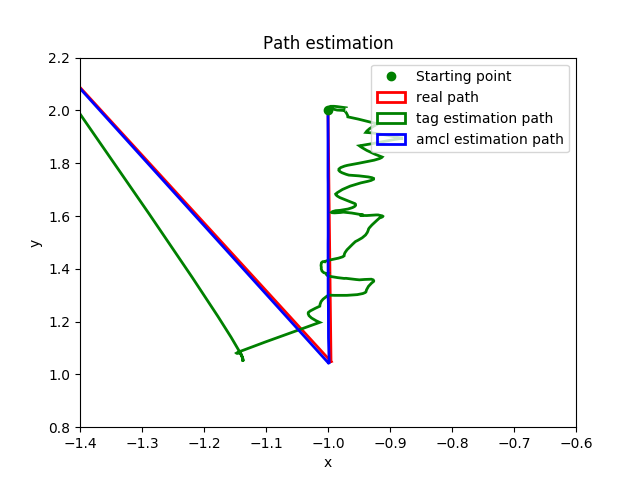 Path estimation
Starting point
real path
tag estimation path
amcl estimation path
2.2
2.0
1.8
1.6
1.4
1.2
1.0
0.8
y
−1.4 −1.3 −1.2 −1.1 −1.0 −0.9 −0.8 −0.7 −0.6
x